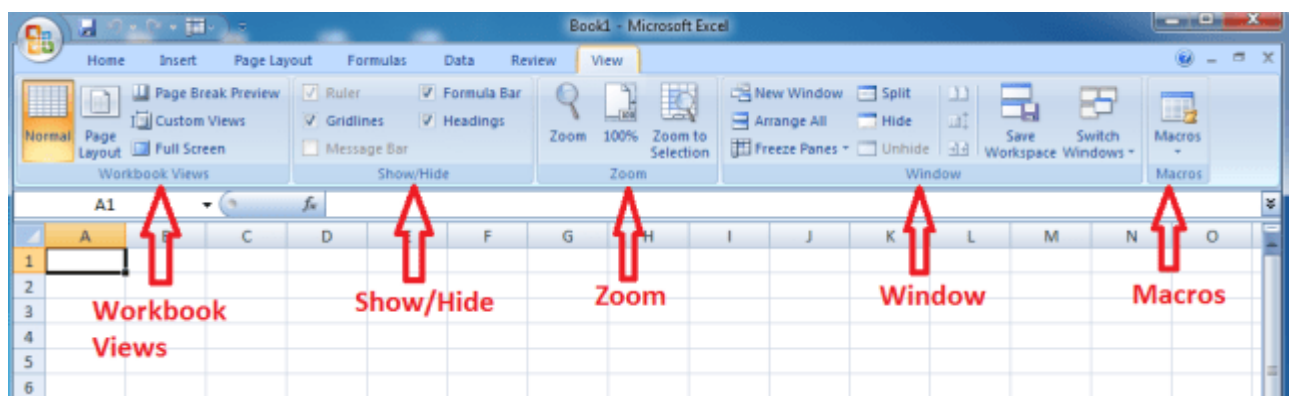 Book1 - Microsoft Excel
Home Insert Page Layout Formulas Data Review View
Normal
Page Layout
Page Break Preview
Custom Views
Full Screen
Workbook Views
Ruler
Gridlines
Message Bar
Formula Bar
Headings
Show/Hide
Zoom
100%
Zoom to Selection
Zoom
New Window
Arrange All
Freeze Panes
Split
Hide
Unhide
Save Workspace
Switch Windows
Window
Macros
Macros
A1 fx
A B C D E F G H I J K L M N O
1
2
3
4
5
6
Workbook
Views
Show/Hide
Zoom
Window
Macros